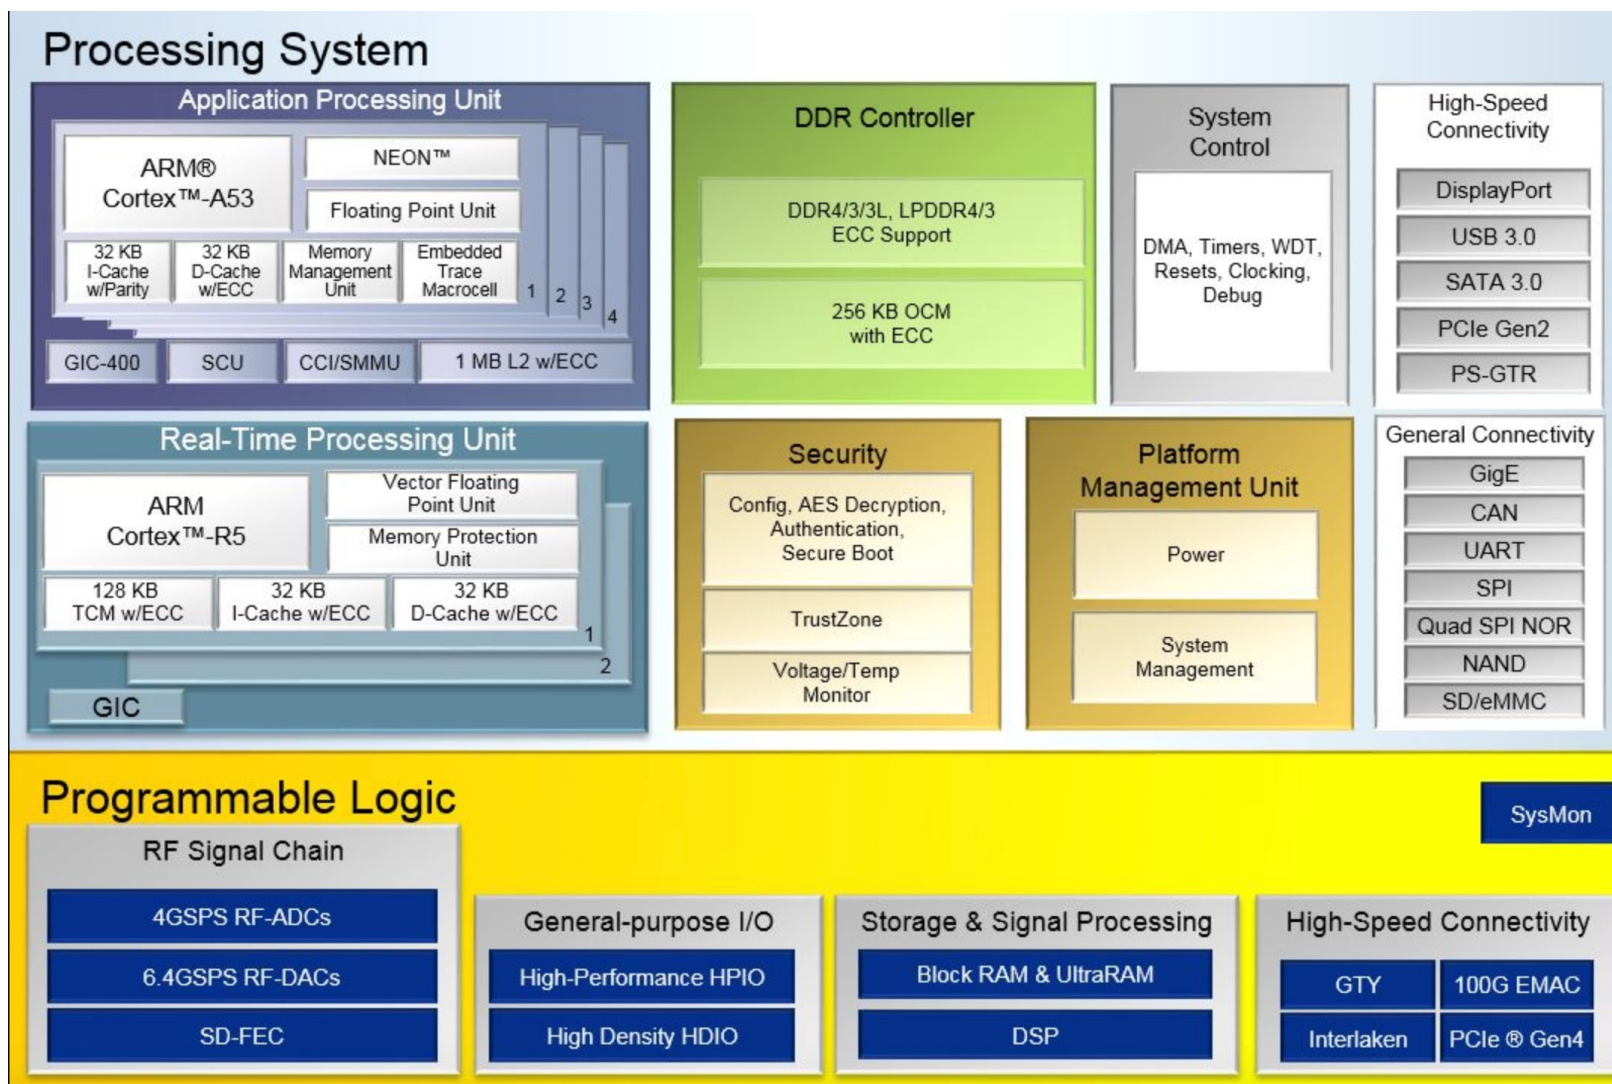 Processing System
Application Processing Unit
ARM®
Cortex™-A53
NEON™
Floating Point Unit
32 KB
I-Cache
w/Parity
32 KB
D-Cache
w/ECC
Memory
Management
Unit
Embedded
Trace
Macrocell
1
2
3
4
GIC-400
SCU
CCI/SMMU
1 MB L2 w/ECC
DDR Controller
DDR4/3/3L, LPDDR4/3
ECC Support
256 KB OCM
with ECC
System
Control
DMA, Timers, WDT,
Resets, Clocking,
Debug
High-Speed
Connectivity
DisplayPort
USB 3.0
SATA 3.0
PCIe Gen2
PS-GTR
Real-Time Processing Unit
ARM
Cortex™-R5
Vector Floating
Point Unit
Memory Protection
Unit
128 KB
TCM w/ECC
32 KB
I-Cache w/ECC
32 KB
D-Cache w/ECC
1
2
GIC
Security
Config, AES Decryption,
Authentication,
Secure Boot
TrustZone
Voltage/Temp
Monitor
Platform
Management Unit
Power
System
Management
General Connectivity
GigE
CAN
UART
SPI
Quad SPI NOR
NAND
SD/eMMC
Programmable Logic
SysMon
RF Signal Chain
4GSPS RF-ADCs
6.4GSPS RF-DACs
SD-FEC
General-purpose I/O
High-Performance HPIO
High Density HDIO
Storage & Signal Processing
Block RAM & UltraRAM
DSP
High-Speed Connectivity
GTY
100G EMAC
Interlaken
PCIe ® Gen4